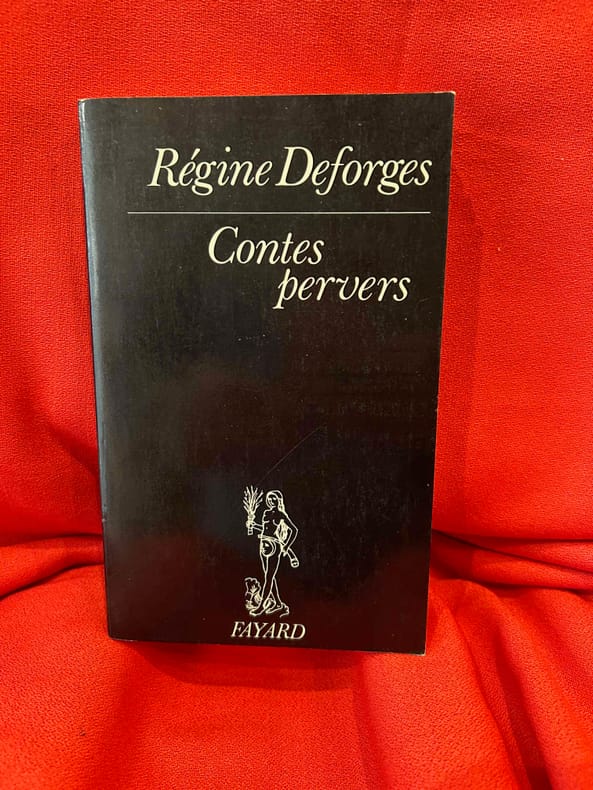 Régine Deforges
Contes
pervers
FAYARD